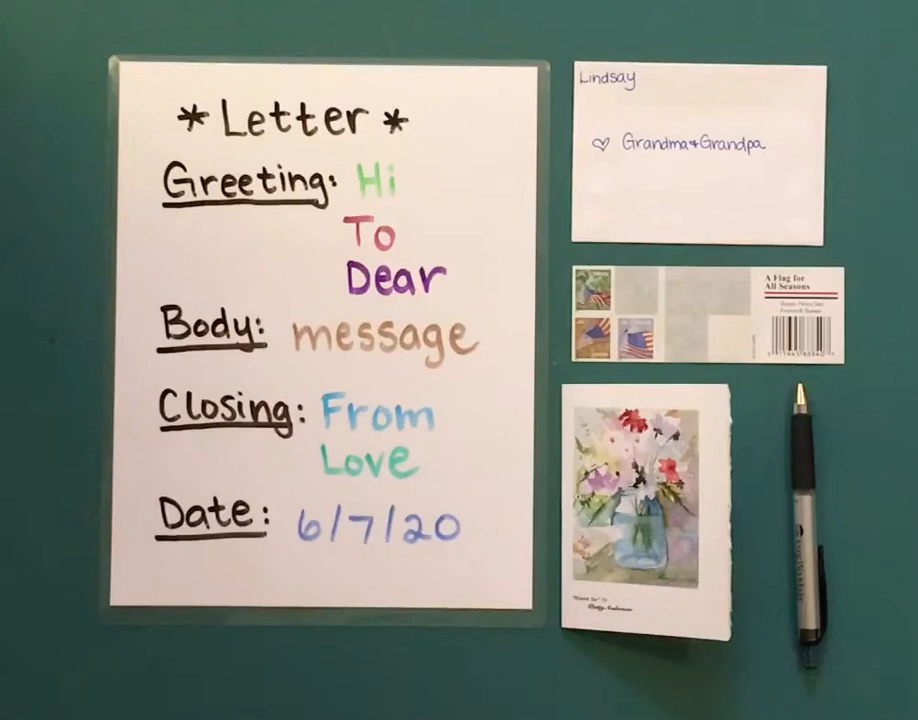 * Letter *
Greeting: Hi
To
Dear
Body: message
Closing: From
Love
Date: 6/7/20
Lindsay
♡ Grandma + Grandpa
A Flag for
All Seasons